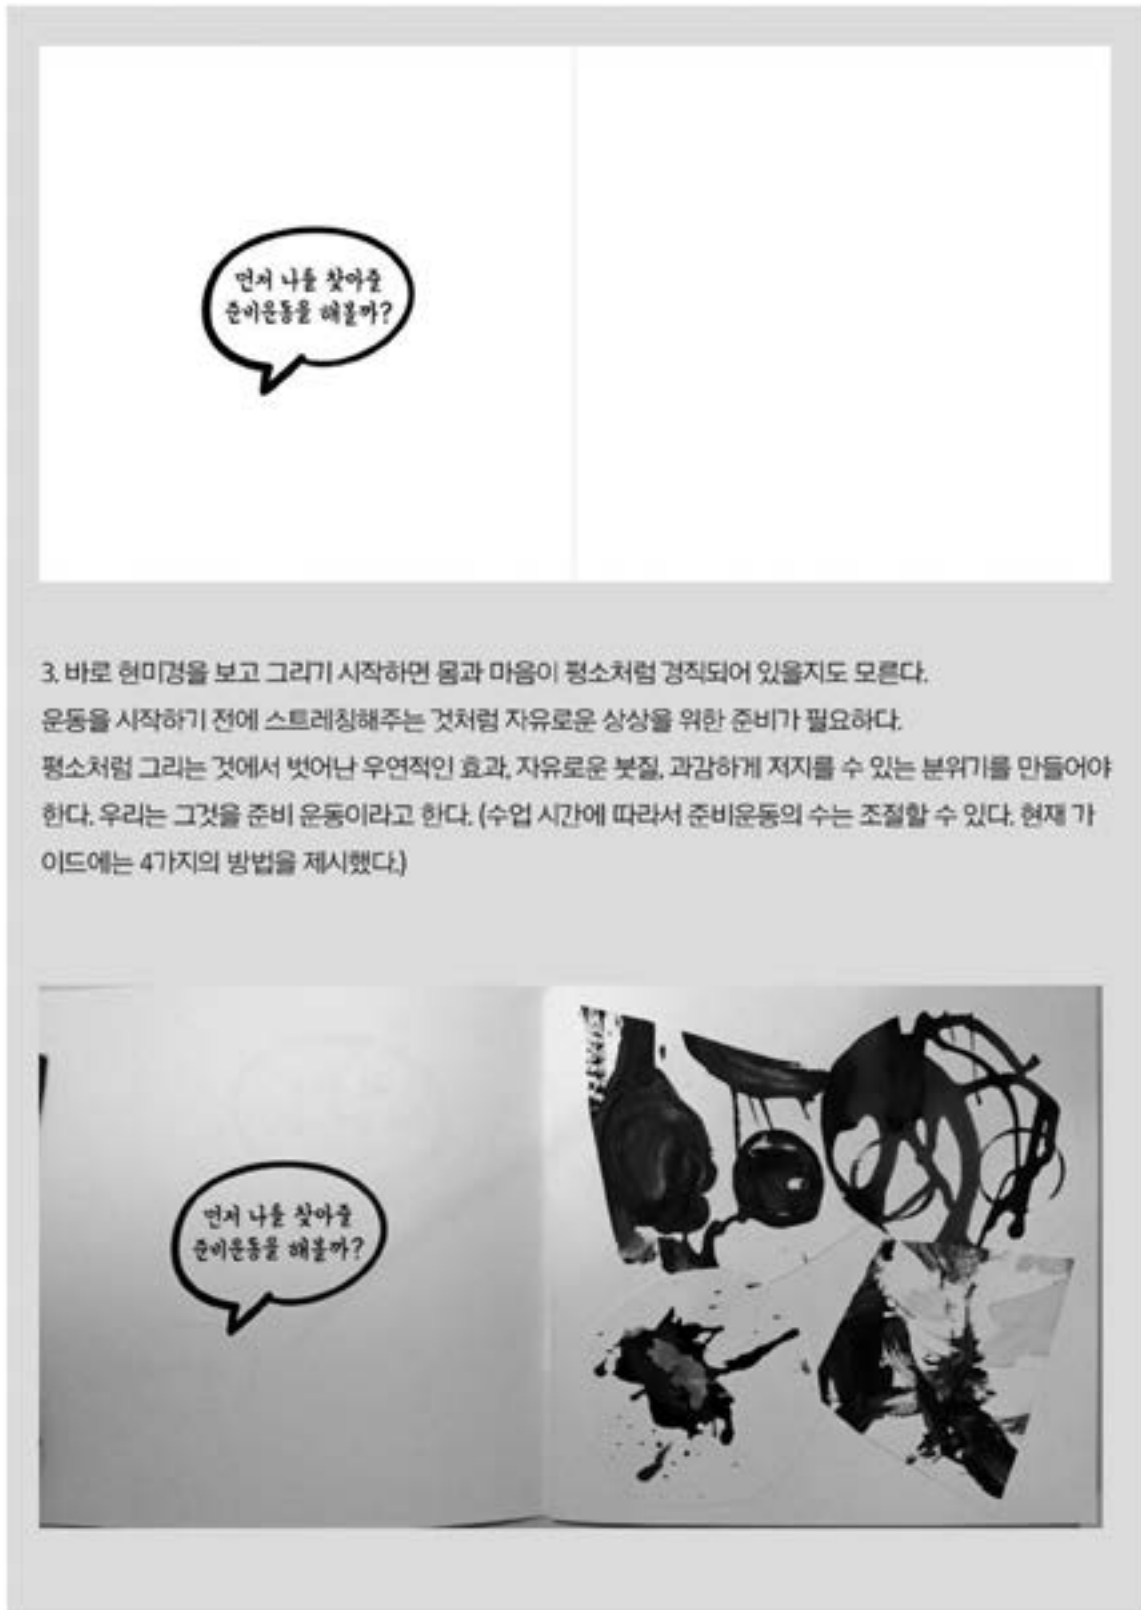 먼저 나를 찾아줄
준비운동을 해볼까?
3. 바로 현미경을 보고 그리기 시작하면 몸과 마음이 평소처럼 경직되어 있을지도 모른다.
운동을 시작하기 전에 스트레칭해주는 것처럼 자유로운 상상을 위한 준비가 필요하다.
평소처럼 그리는 것에서 벗어난 우연적인 효과, 자유로운 붓질, 과감하게 저지를 수 있는 분위기를 만들어야
한다. 우리는 그것을 준비 운동이라고 한다. (수업 시간에 따라서 준비운동의 수는 조절할 수 있다. 현재 가
이드에는 4가지의 방법을 제시했다.)
먼저 나를 찾아줄
준비운동을 해볼까?